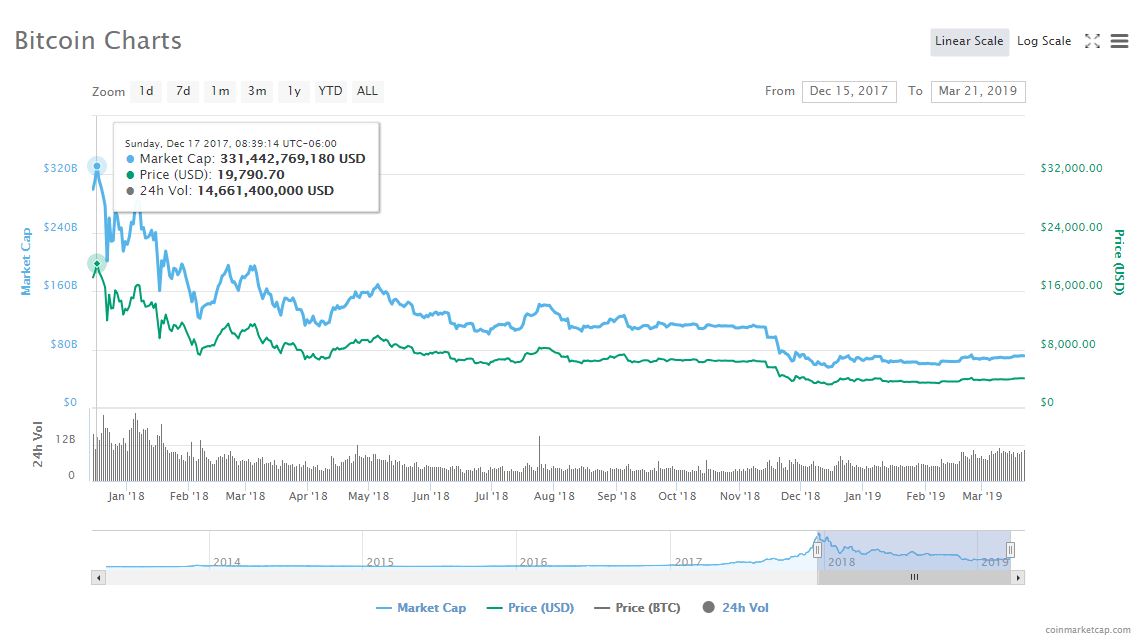 Bitcoin Charts
Linear Scale Log Scale
Zoom 1d 7d 1m 3m 1y YTD ALL
From Dec 15, 2017 To Mar 21, 2019
Sunday, Dec 17 2017, 08:39:14 UTC-06:00
Market Cap: 331,442,769,180 USD
Price (USD): 19,790.70
24h Vol: 14,661,400,000 USD
Market Cap
$320B
$240B
$160B
$80B
$0
$32,000.00
$24,000.00
$16,000.00
$8,000.00
$0
Price (USD)
24h Vol
12B
0
Jan '18 Feb '18 Mar '18 Apr '18 May '18 Jun '18 Jul '18 Aug '18 Sep '18 Oct '18 Nov '18 Dec '18 Jan '19 Feb '19 Mar '19
2014 2015 2016 2017 2018 2019
Market Cap Price (USD) Price (BTC) 24h Vol
coinmarketcap.com